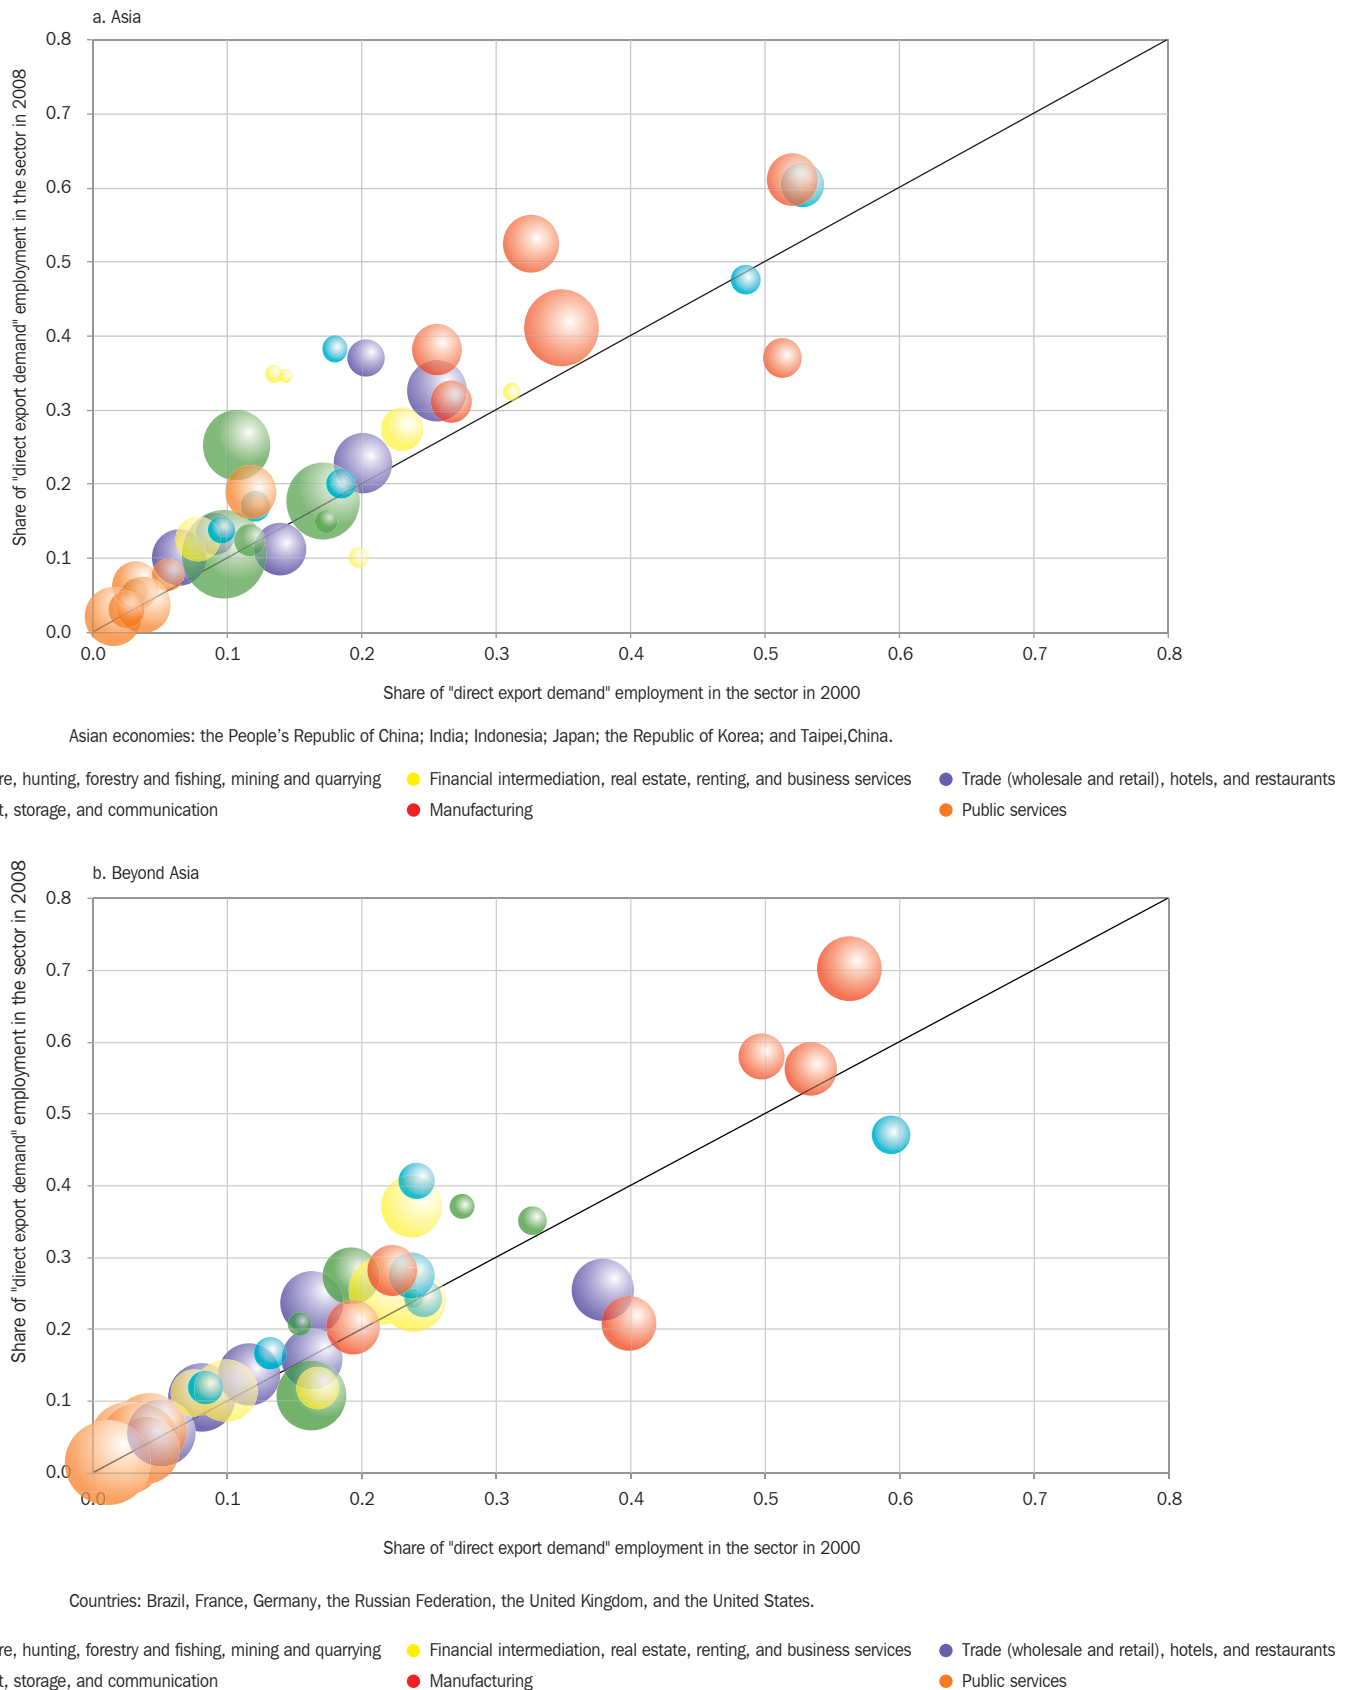 a. Asia
Share of "direct export demand" employment in the sector in 2008
0.8
0.7
0.6
0.5
0.4
0.3
0.2
0.1
0.0
0.0 0.1 0.2 0.3 0.4 0.5 0.6 0.7 0.8
Share of "direct export demand" employment in the sector in 2000
Asian economies: the People’s Republic of China; India; Indonesia; Japan; the Republic of Korea; and Taipei,China.
re, hunting, forestry and fishing, mining and quarrying Financial intermediation, real estate, renting, and business services Trade (wholesale and retail), hotels, and restaurants
t, storage, and communication Manufacturing Public services
b. Beyond Asia
Share of "direct export demand" employment in the sector in 2008
0.8
0.7
0.6
0.5
0.4
0.3
0.2
0.1
0.0
0.0 0.1 0.2 0.3 0.4 0.5 0.6 0.7 0.8
Share of "direct export demand" employment in the sector in 2000
Countries: Brazil, France, Germany, the Russian Federation, the United Kingdom, and the United States.
re, hunting, forestry and fishing, mining and quarrying Financial intermediation, real estate, renting, and business services Trade (wholesale and retail), hotels, and restaurants
t, storage, and communication Manufacturing Public services